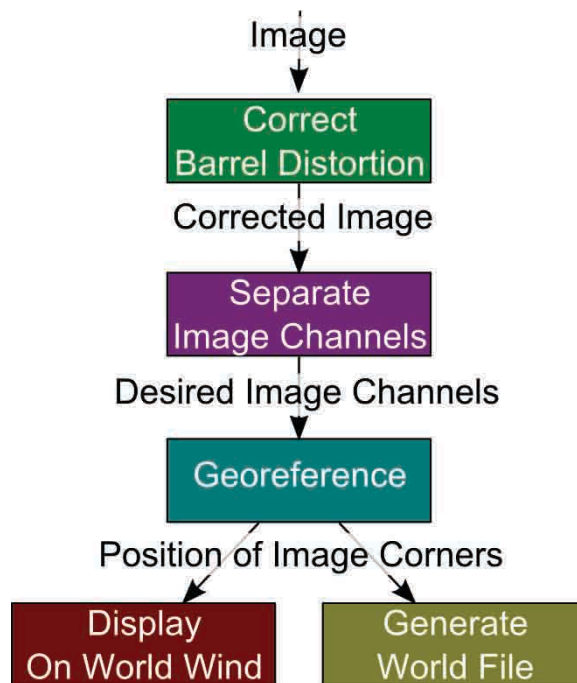 Image
Correct
Barrel Distortion
Corrected Image
Separate
Image Channels
Desired Image Channels
Georeference
Position of Image Corners
Display
On World Wind
Generate
World File